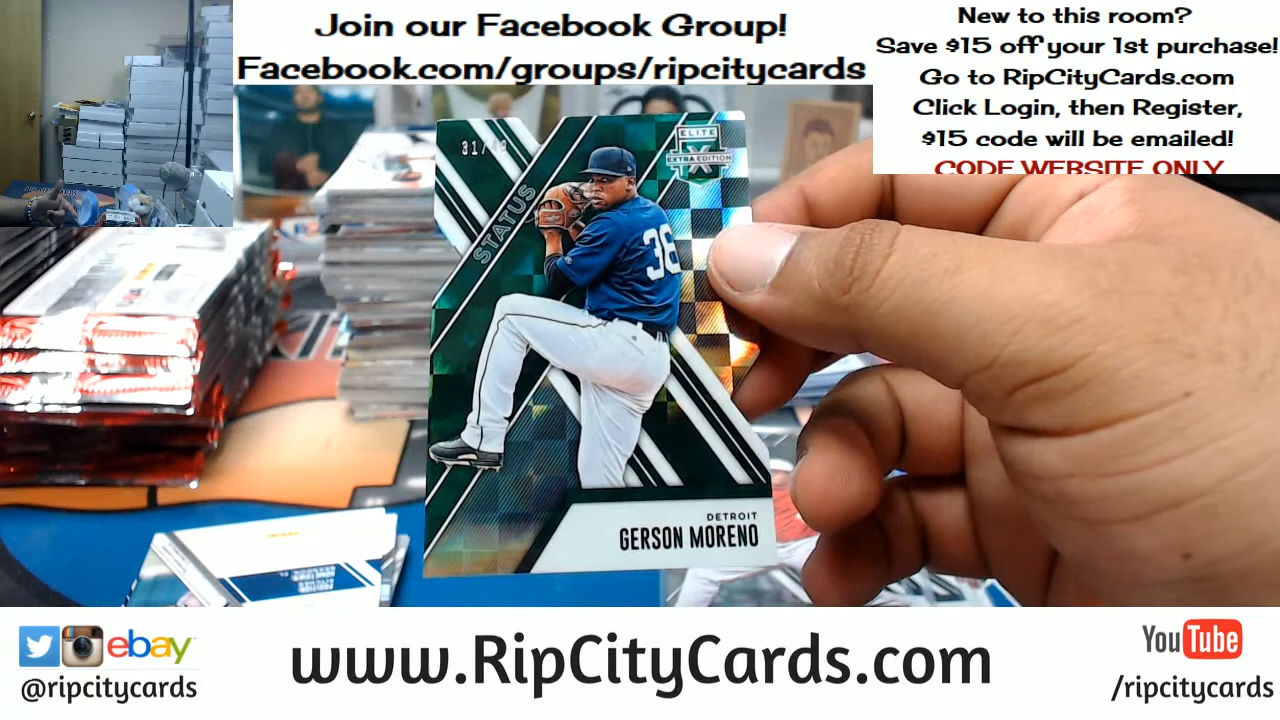 Join our Facebook Group!
Facebook.com/groups/ripcitycards
New to this room?
Save $15 off your 1st purchase!
Go to RipCityCards.com
Click Login, then Register,
$15 code will be emailed!
CODE WEBSITE ONLY
31/49
ELITE
EXTRA EDITION
STATUS
36
DETROIT
GERSON MORENO
ebay
@ripcitycards
www.RipCityCards.com
YouTube
/ripcitycards